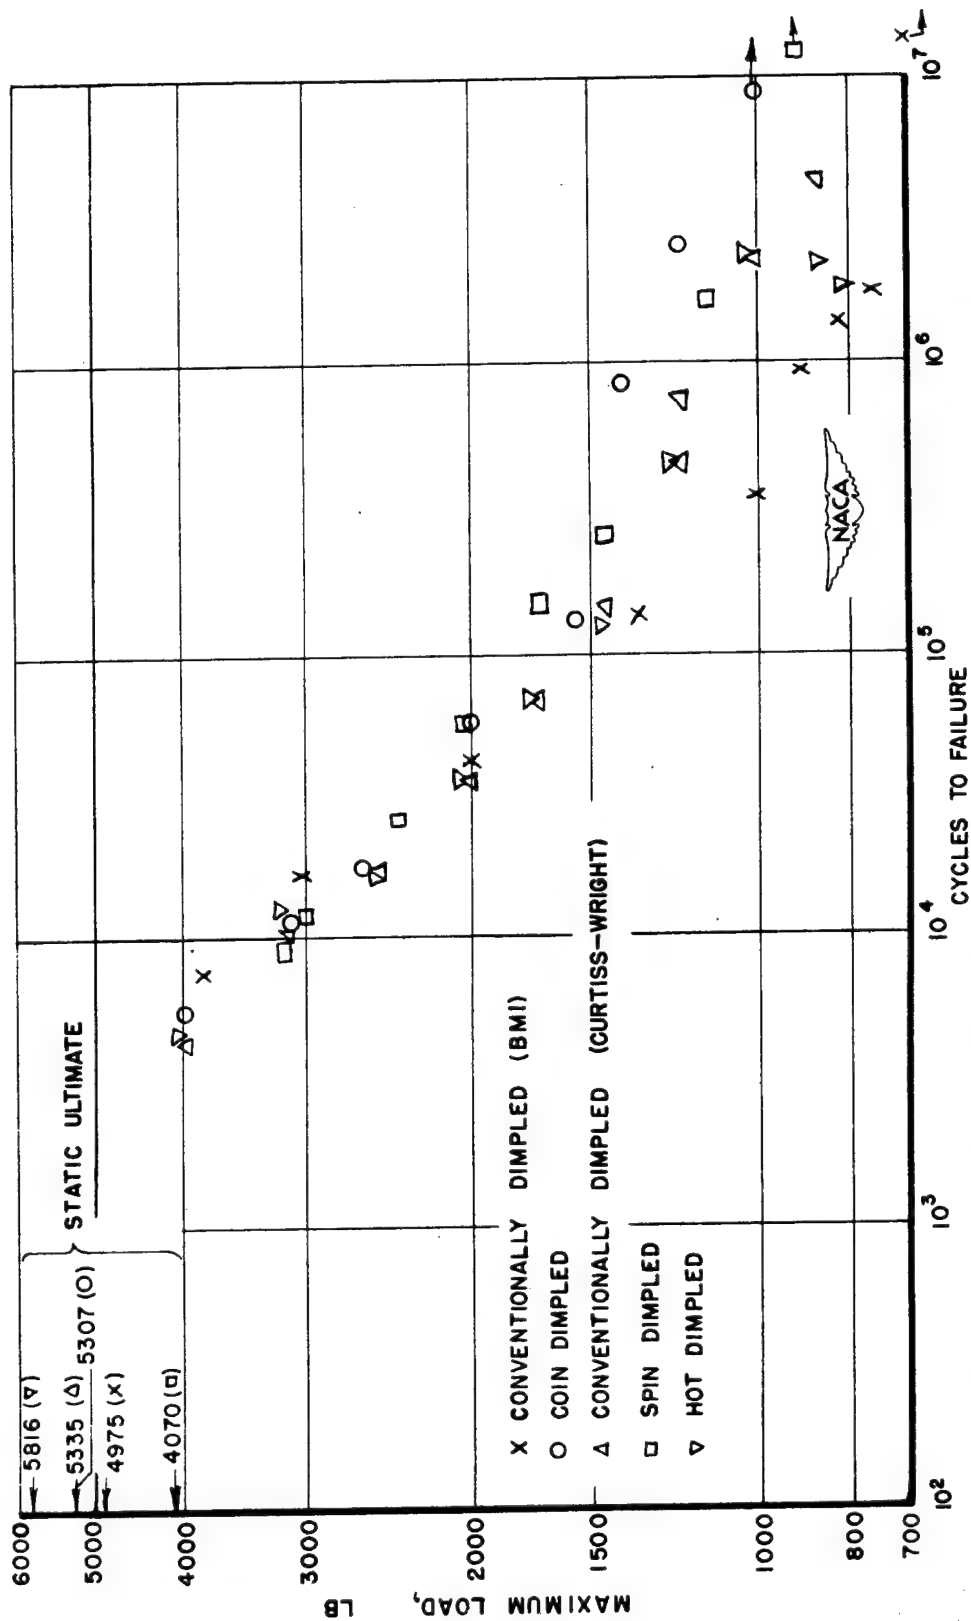 6000
5000
4000
3000
2000
1500
1000
800
700
MAXIMUM LOAD, LB
5816 (▽)
5335 (△)
5307 (O)
4975 (X)
4070 (□)
STATIC ULTIMATE
X CONVENTIONALLY DIMPLED (BMI)
O COIN DIMPLED
△ CONVENTIONALLY DIMPLED (CURTISS-WRIGHT)
□ SPIN DIMPLED
▽ HOT DIMPLED
NACA
10² 10³ 10⁴ 10⁵ 10⁶ 10⁷ X
CYCLES TO FAILURE